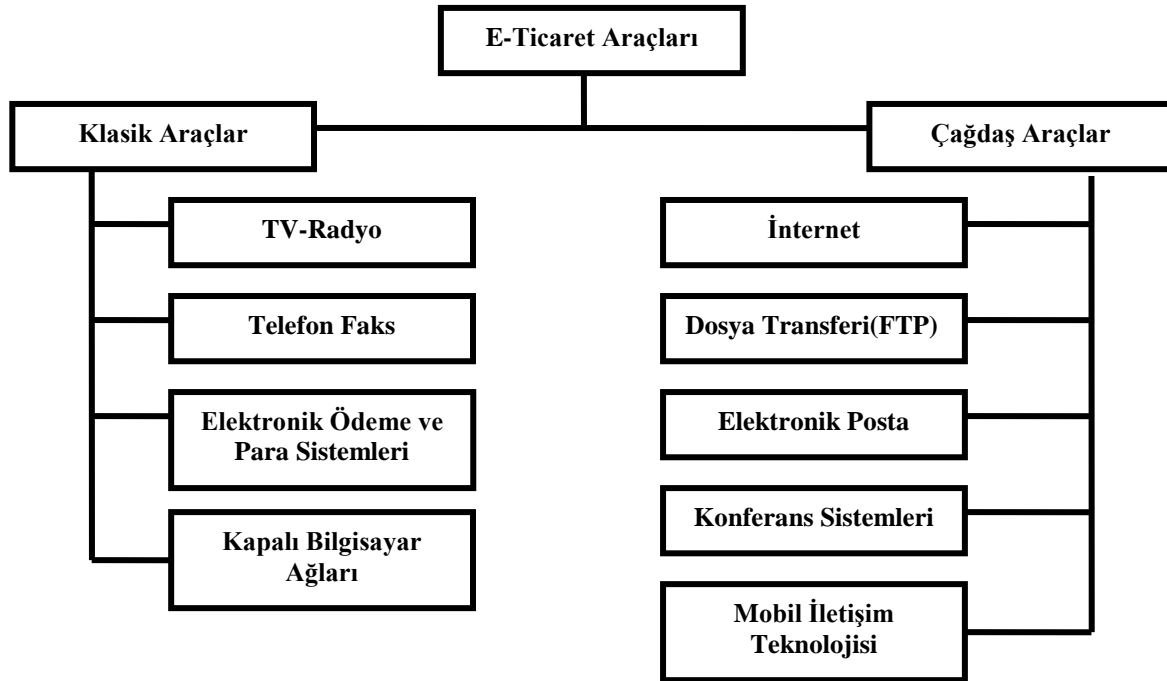 E-Ticaret Araçları
Klasik Araçlar
Çağdaş Araçlar
TV-Radyo
Telefon Faks
Elektronik Ödeme ve
Para Sistemleri
Kapalı Bilgisayar
Ağları
İnternet
Dosya Transferi(FTP)
Elektronik Posta
Konferans Sistemleri
Mobil İletişim
Teknolojisi